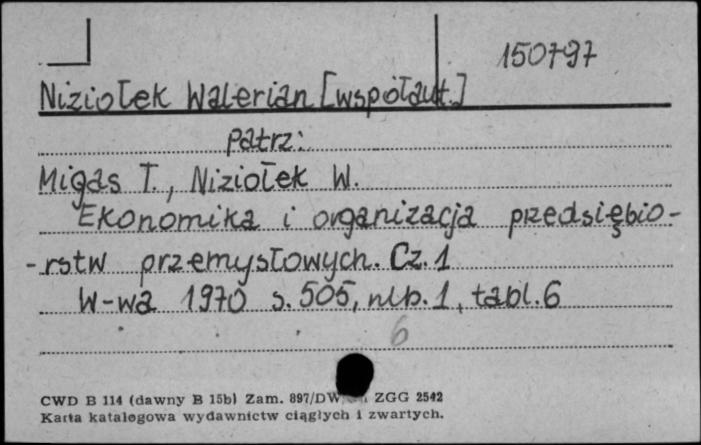 150797
Niziołek Walerian [współaut.]
patrz:
Migas T., Niziołek W.
Ekonomika i organizacja przedsiębio-
-rstw przemysłowych. Cz. 1
W-wa 1970 s. 505, nlb. 1, tabl. 6
6
CWD B 114 (dawny B 15b) Zam. 897/DW ZGG 2542
Karta katalogowa wydawnictw ciągłych i zwartych.